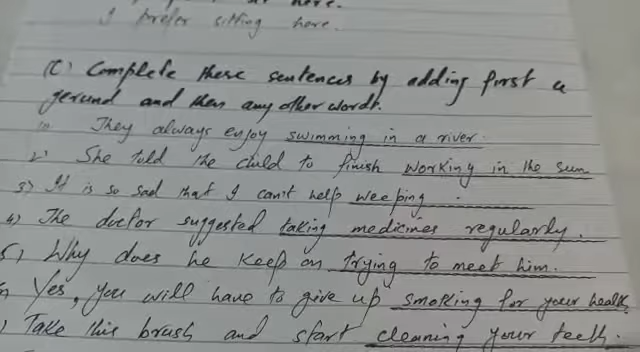 I prefer sitting here.
(C) Complete these sentences by adding first a
gerund and then any other words.
1) They always enjoy swimming in a river.
2) She told the child to finish working in the sun
3) It is so sad that I can't help weeping.
4) The doctor suggested taking medicines regularly.
5) Why does he keep on trying to meet him.
Yes, you will have to give up smoking for your health.
) Take this brush and start cleaning your teeth.